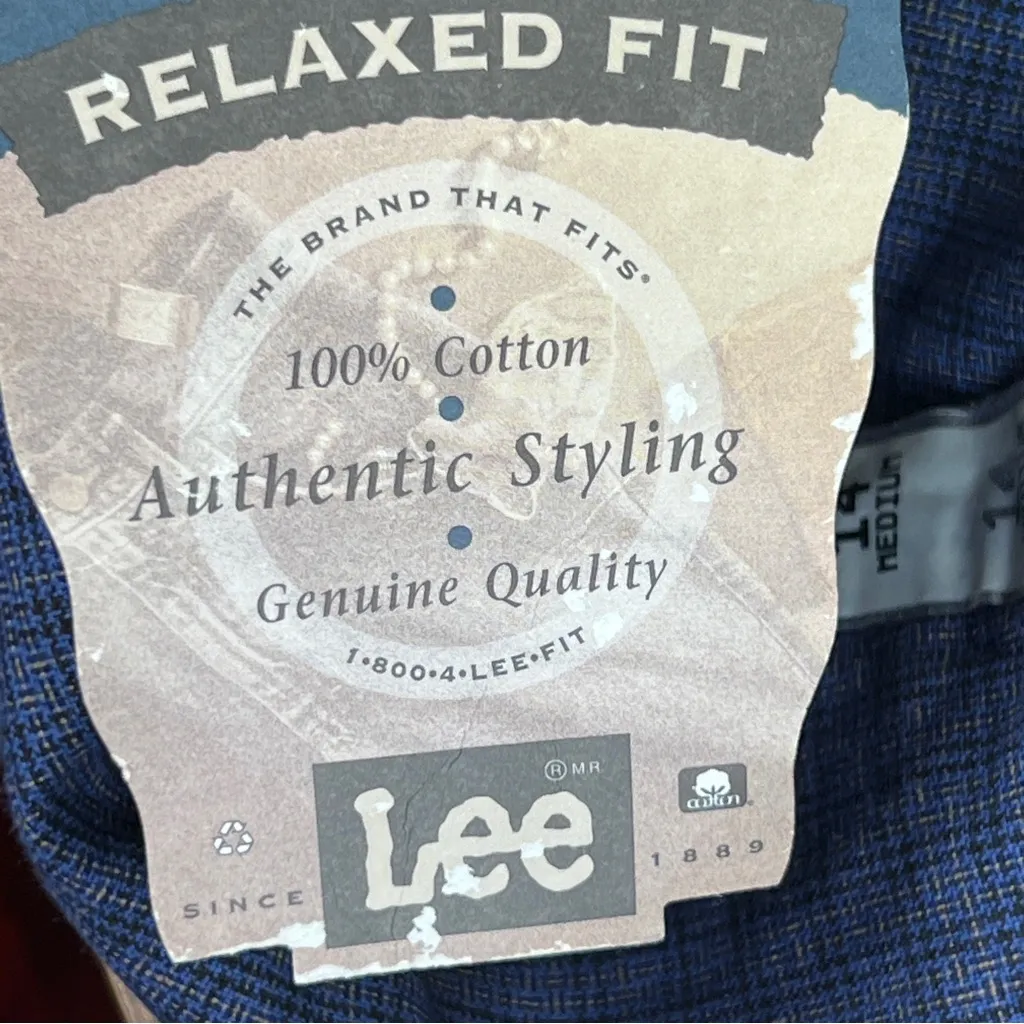 RELAXED FIT
THE BRAND THAT FITS®
100% Cotton
Authentic Styling
Genuine Quality
1•800•4•LEE•FIT
® MR
Lee
cotton
SINCE 1889
14
MEDIUM